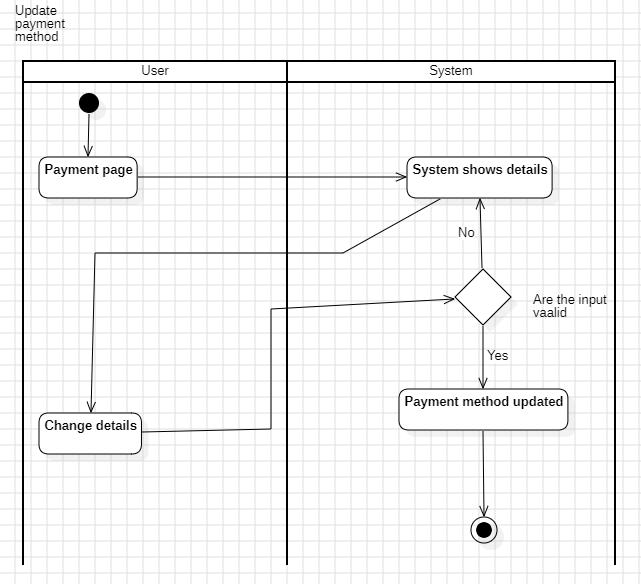 Update
payment
method
User
System
Payment page
System shows details
No
Are the input
vaalid
Yes
Payment method updated
Change details